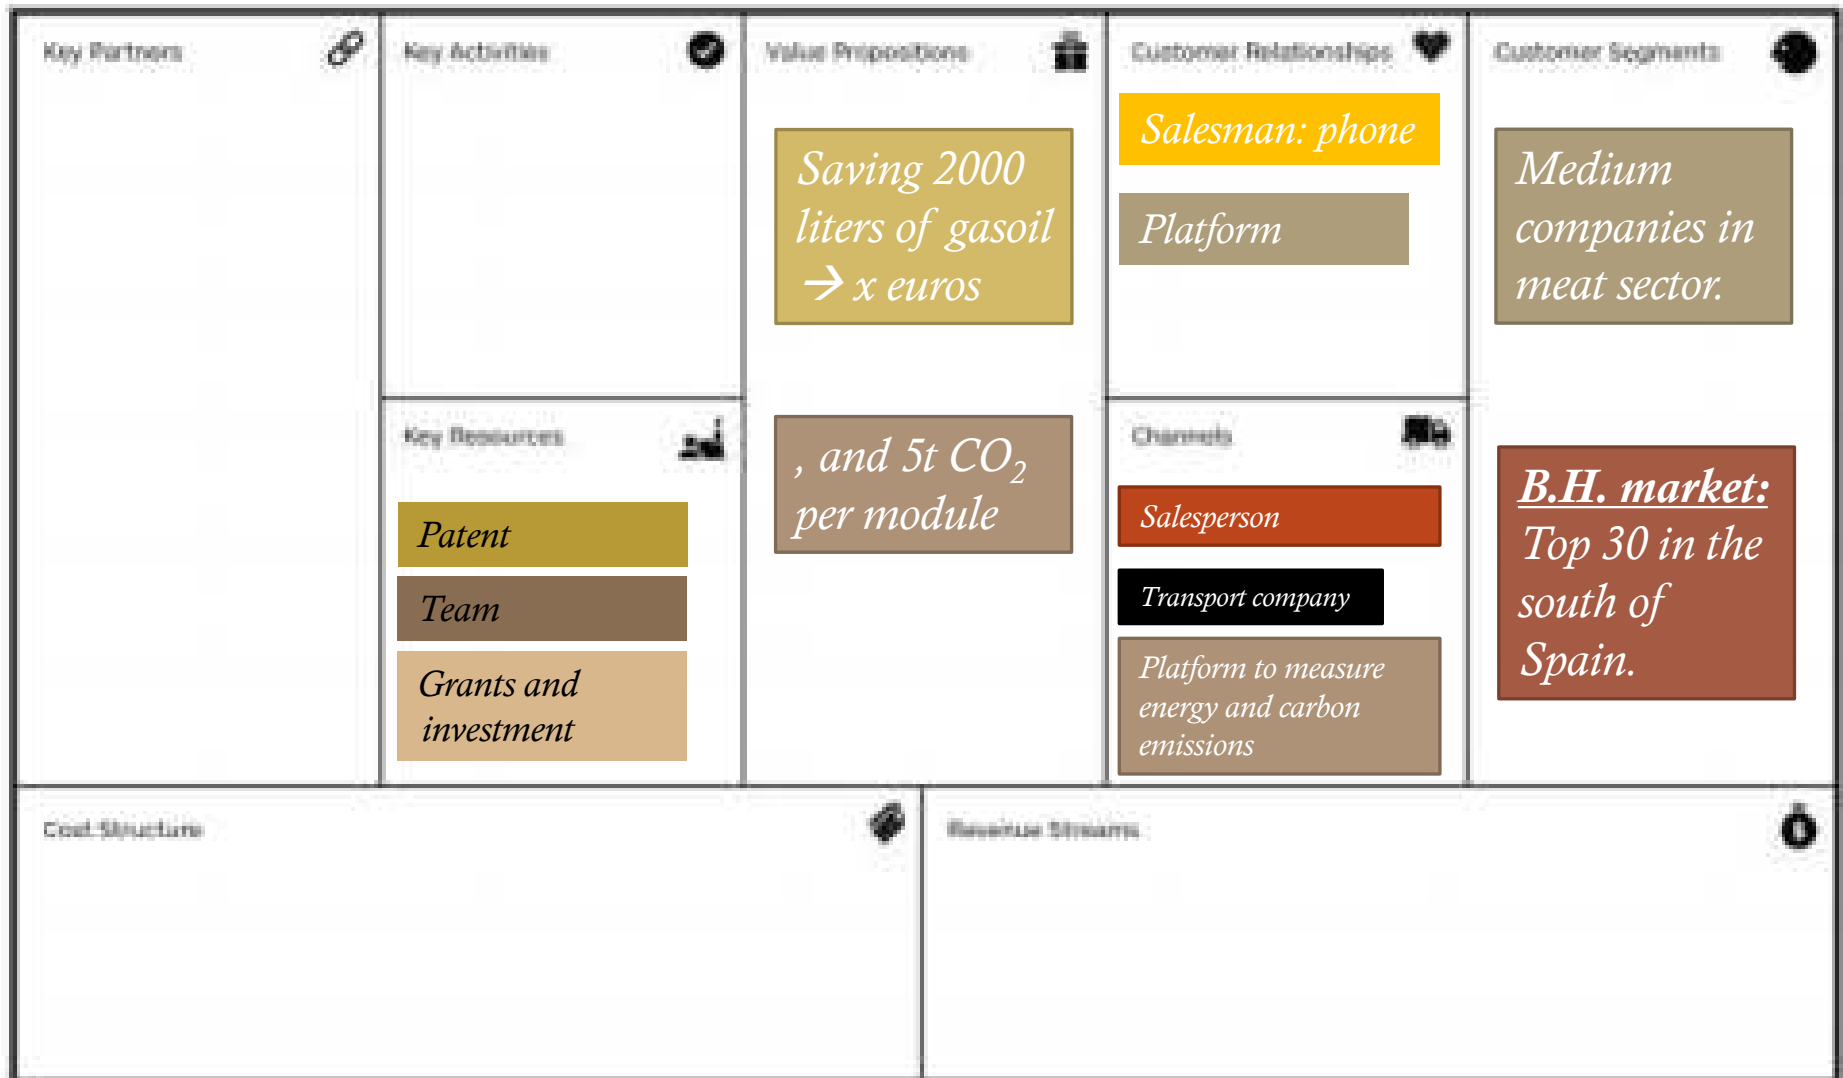 Key Partners
Key Activities
Value Propositions
Customer Relationships
Customer Segments
Saving 2000
liters of gasoil
→ x euros
, and 5t CO₂
per module
Salesman: phone
Platform
Medium
companies in
meat sector.
B.H. market:
Top 30 in the
south of
Spain.
Key Resources
Patent
Team
Grants and
investment
Channels
Salesperson
Transport company
Platform to measure
energy and carbon
emissions
Cost Structure
Revenue Streams